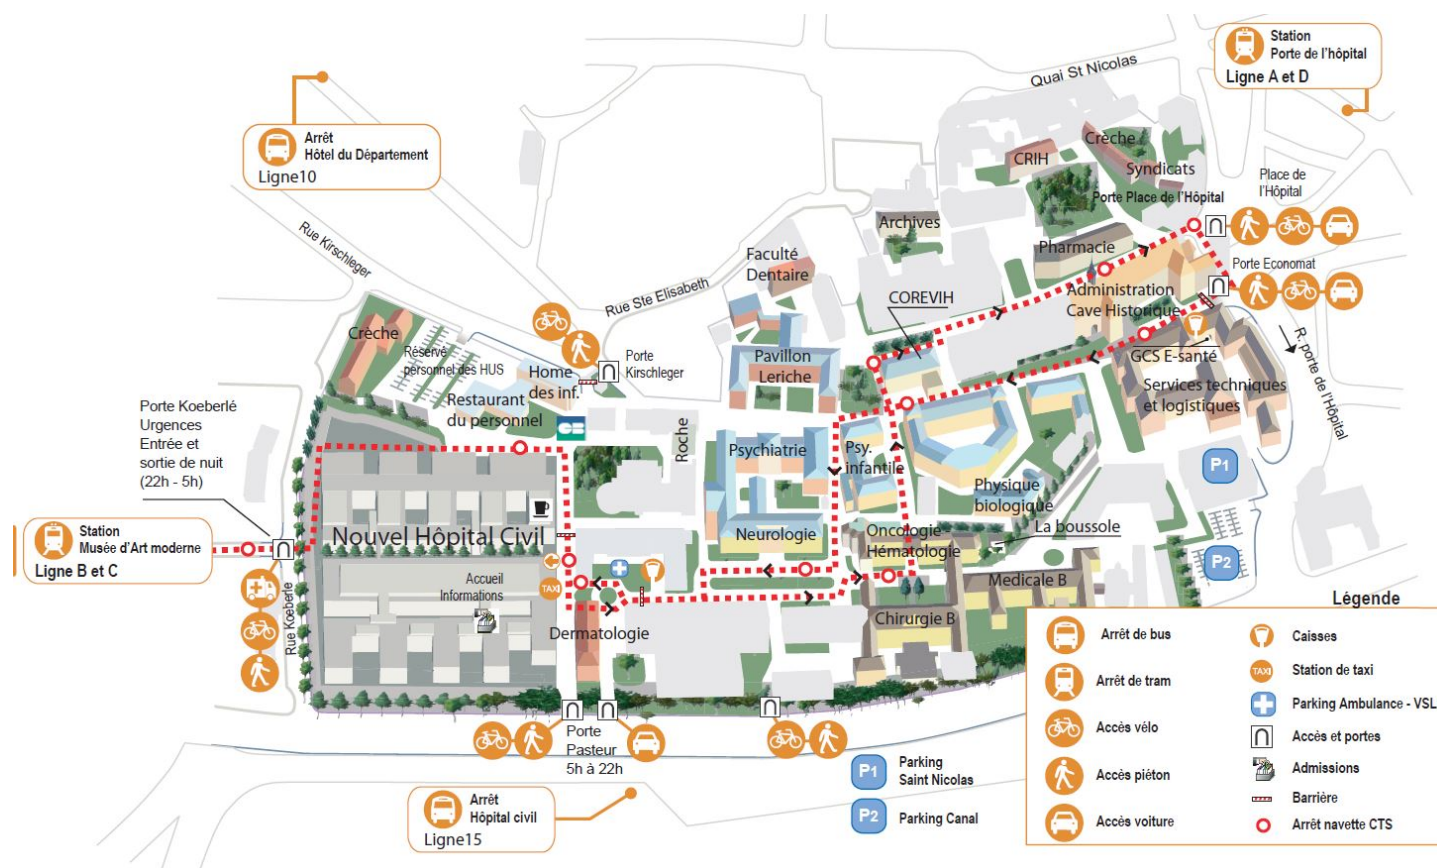 Station
Porte de l'hôpital
Ligne A et D
Quai St Nicolas
Arrêt
Hôtel du Département
Ligne10
Crèche
CRIH
Syndicats
Place de
l'Hôpital
Porte Place de l'Hôpital
Archives
Rue Kirschleger
Faculté
Dentaire
Pharmacie
Porte Economat
Rue Ste Elisabeth
COREVIH
Administration
Cave Historique
R. porte de l'Hôpital
Crèche
Réservé
personnel des HUS
Porte
Kirschleger
Home
des inf.
Restaurant
du personnel
Pavillon
Leriche
GCS E-santé
Services techniques
et logistiques
Porte Koeberlé
Urgences
Entrée et
sortie de nuit
(22h - 5h)
Roche
Psychiatrie
Psy.
infantile
P1
Physique
biologique
Station
Musée d'Art moderne
Ligne B et C
Nouvel Hôpital Civil
Neurologie
Oncologie-
Hématologie
La boussole
P2
Accueil
Informations
TAXI
Medicale B
Rue Koeberle
Dermatologie
Chirurgie B
Porte
Pasteur
5h à 22h
Arrêt
Hôpital civil
Ligne15
P1
Parking
Saint Nicolas
P2
Parking Canal
Légende
Arrêt de bus
Arrêt de tram
Accès vélo
Accès piéton
Accès voiture
Caisses
TAXI
Station de taxi
Parking Ambulance - VSL
Accès et portes
Admissions
Barrière
Arrêt navette CTS